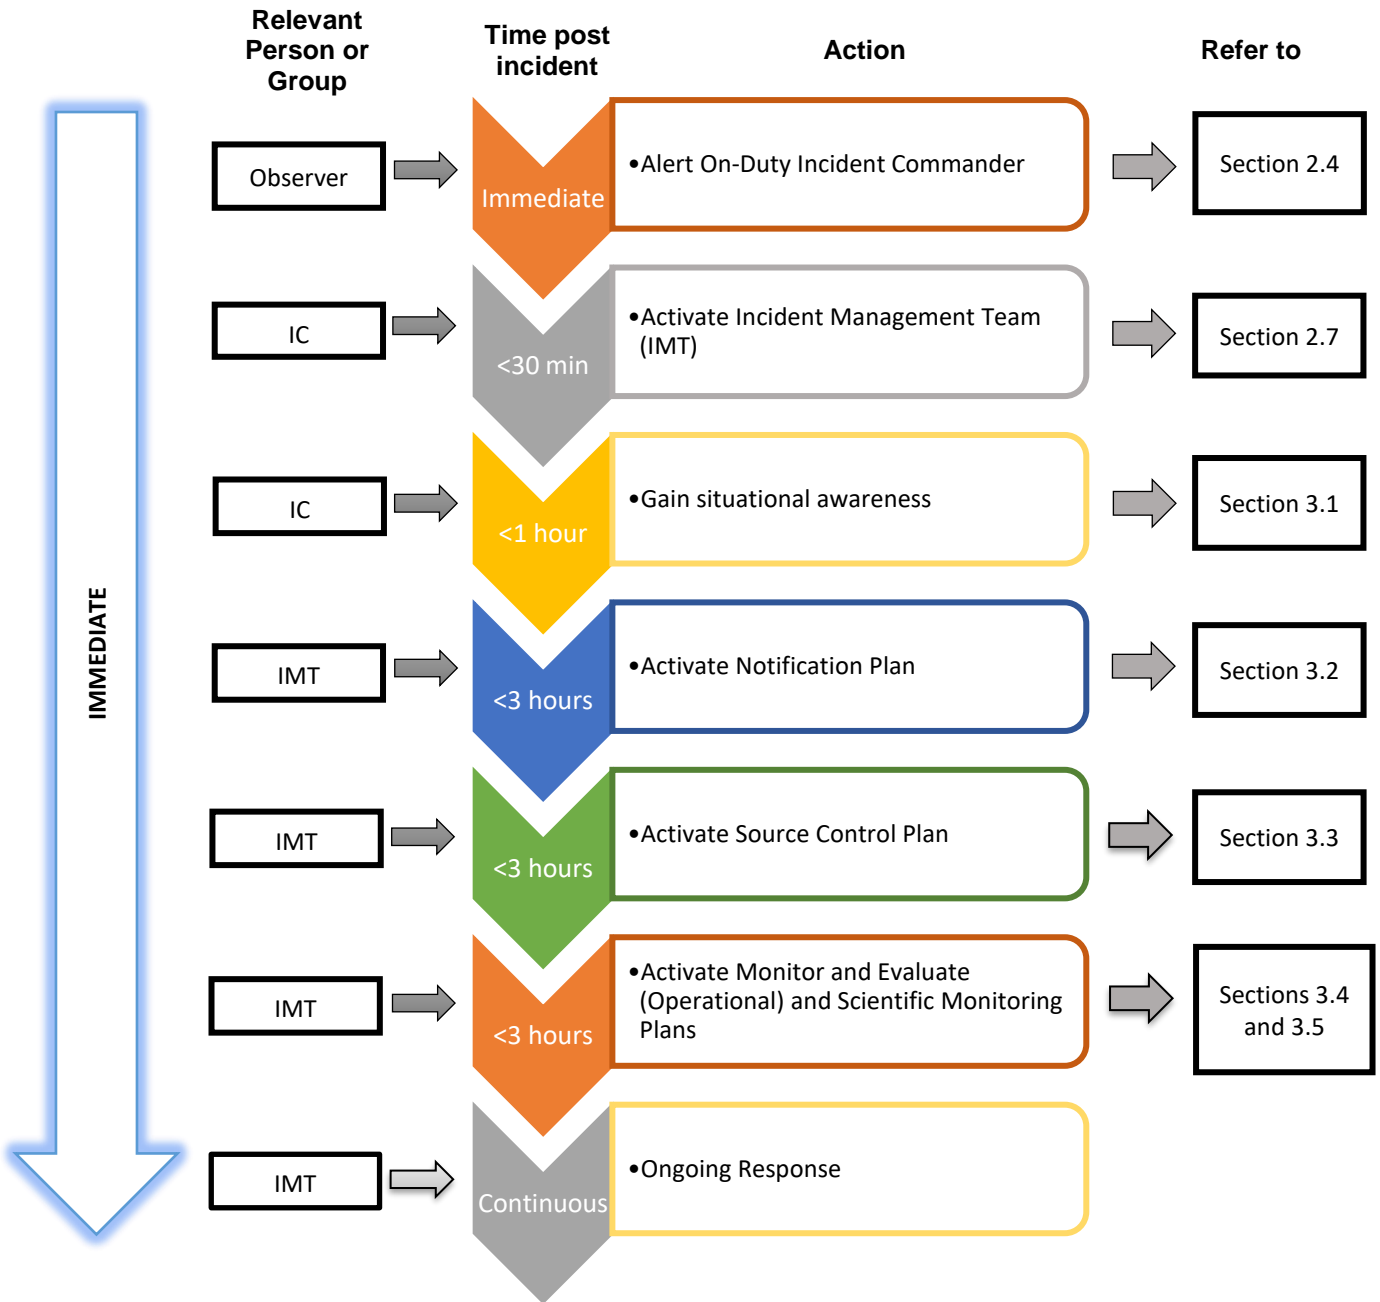 Relevant
Person or
Group
Time post
incident
Action
Refer to
IMMEDIATE
Observer
Immediate
•Alert On-Duty Incident Commander
Section 2.4
IC
<30 min
•Activate Incident Management Team
(IMT)
Section 2.7
IC
<1 hour
•Gain situational awareness
Section 3.1
IMT
<3 hours
•Activate Notification Plan
Section 3.2
IMT
<3 hours
•Activate Source Control Plan
Section 3.3
IMT
<3 hours
•Activate Monitor and Evaluate
(Operational) and Scientific Monitoring
Plans
Sections 3.4
and 3.5
IMT
Continuous
•Ongoing Response